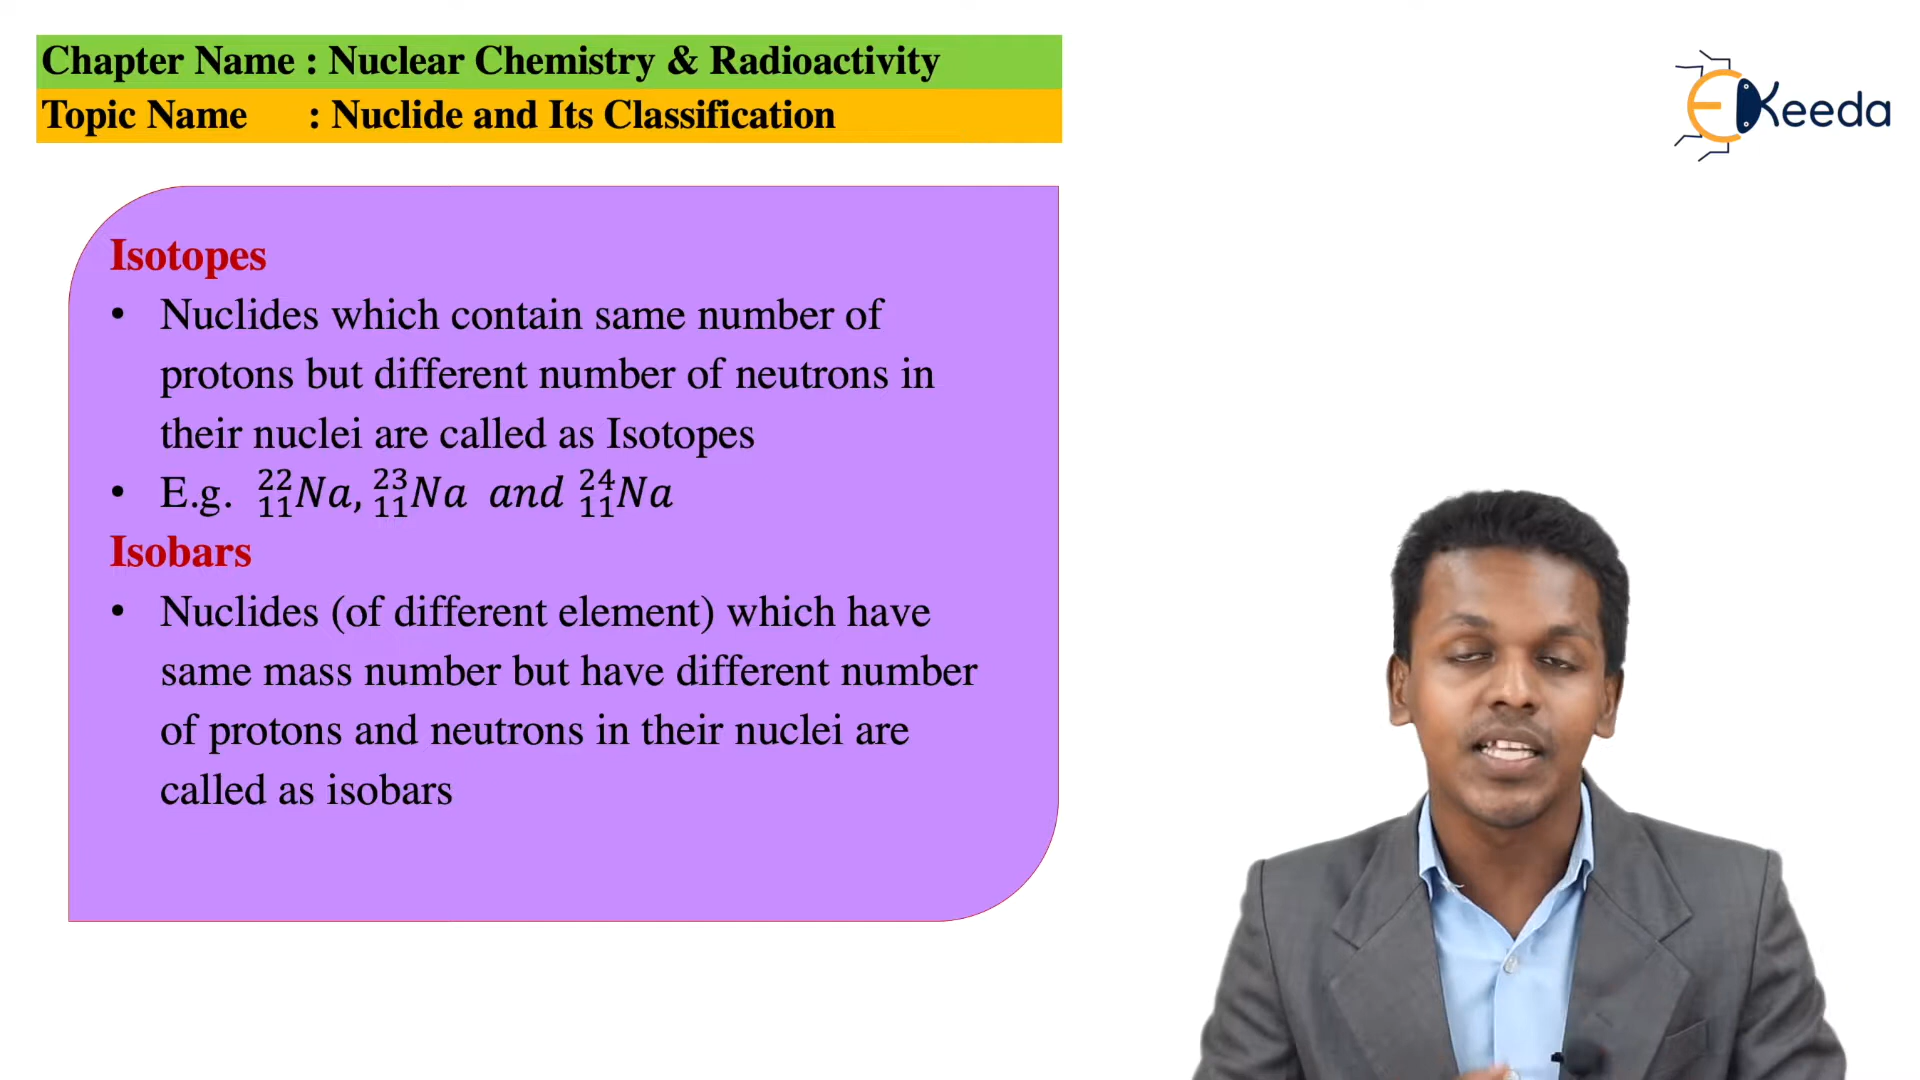 Chapter Name : Nuclear Chemistry & Radioactivity
Topic Name : Nuclide and Its Classification
EKeeda
Isotopes
• Nuclides which contain same number of
protons but different number of neutrons in
their nuclei are called as Isotopes
• E.g. ²²₁₁Na, ²³₁₁Na and ²⁴₁₁Na
Isobars
• Nuclides (of different element) which have
same mass number but have different number
of protons and neutrons in their nuclei are
called as isobars